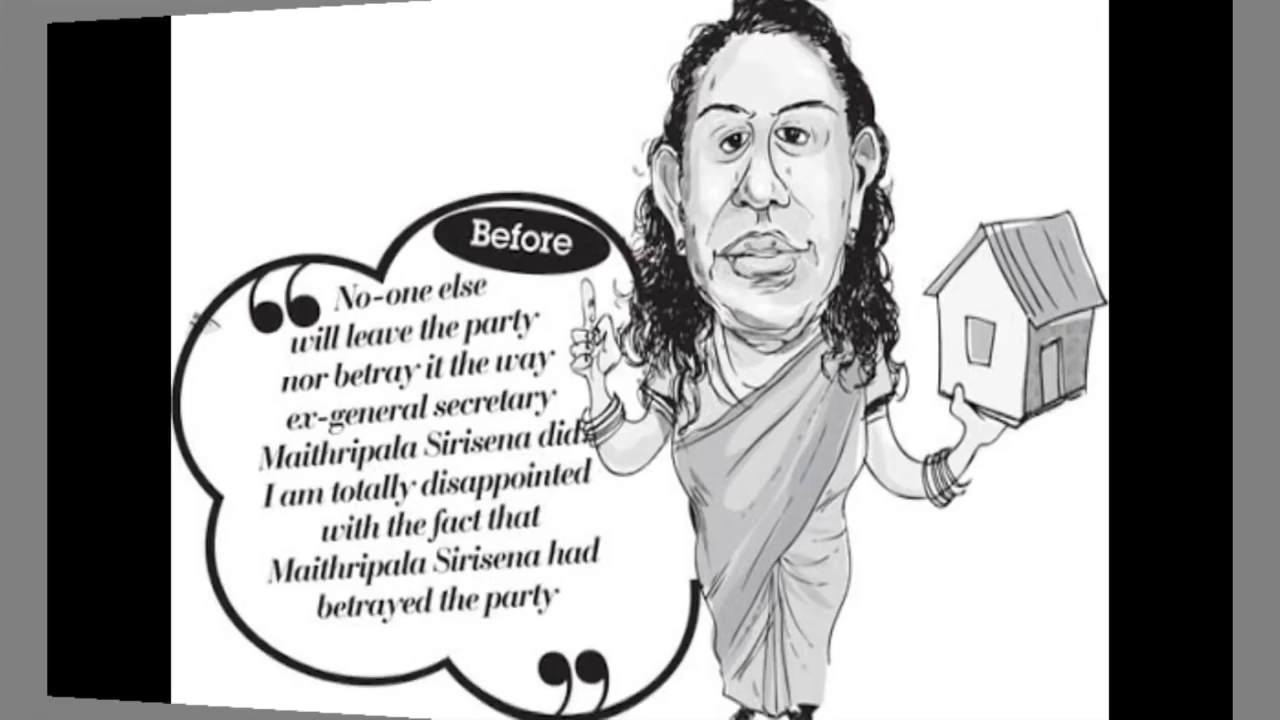 Before
“ No-one else
will leave the party
nor betray it the way
ex-general secretary
Maithripala Sirisena did.
I am totally disappointed
with the fact that
Maithripala Sirisena had
betrayed the party
”